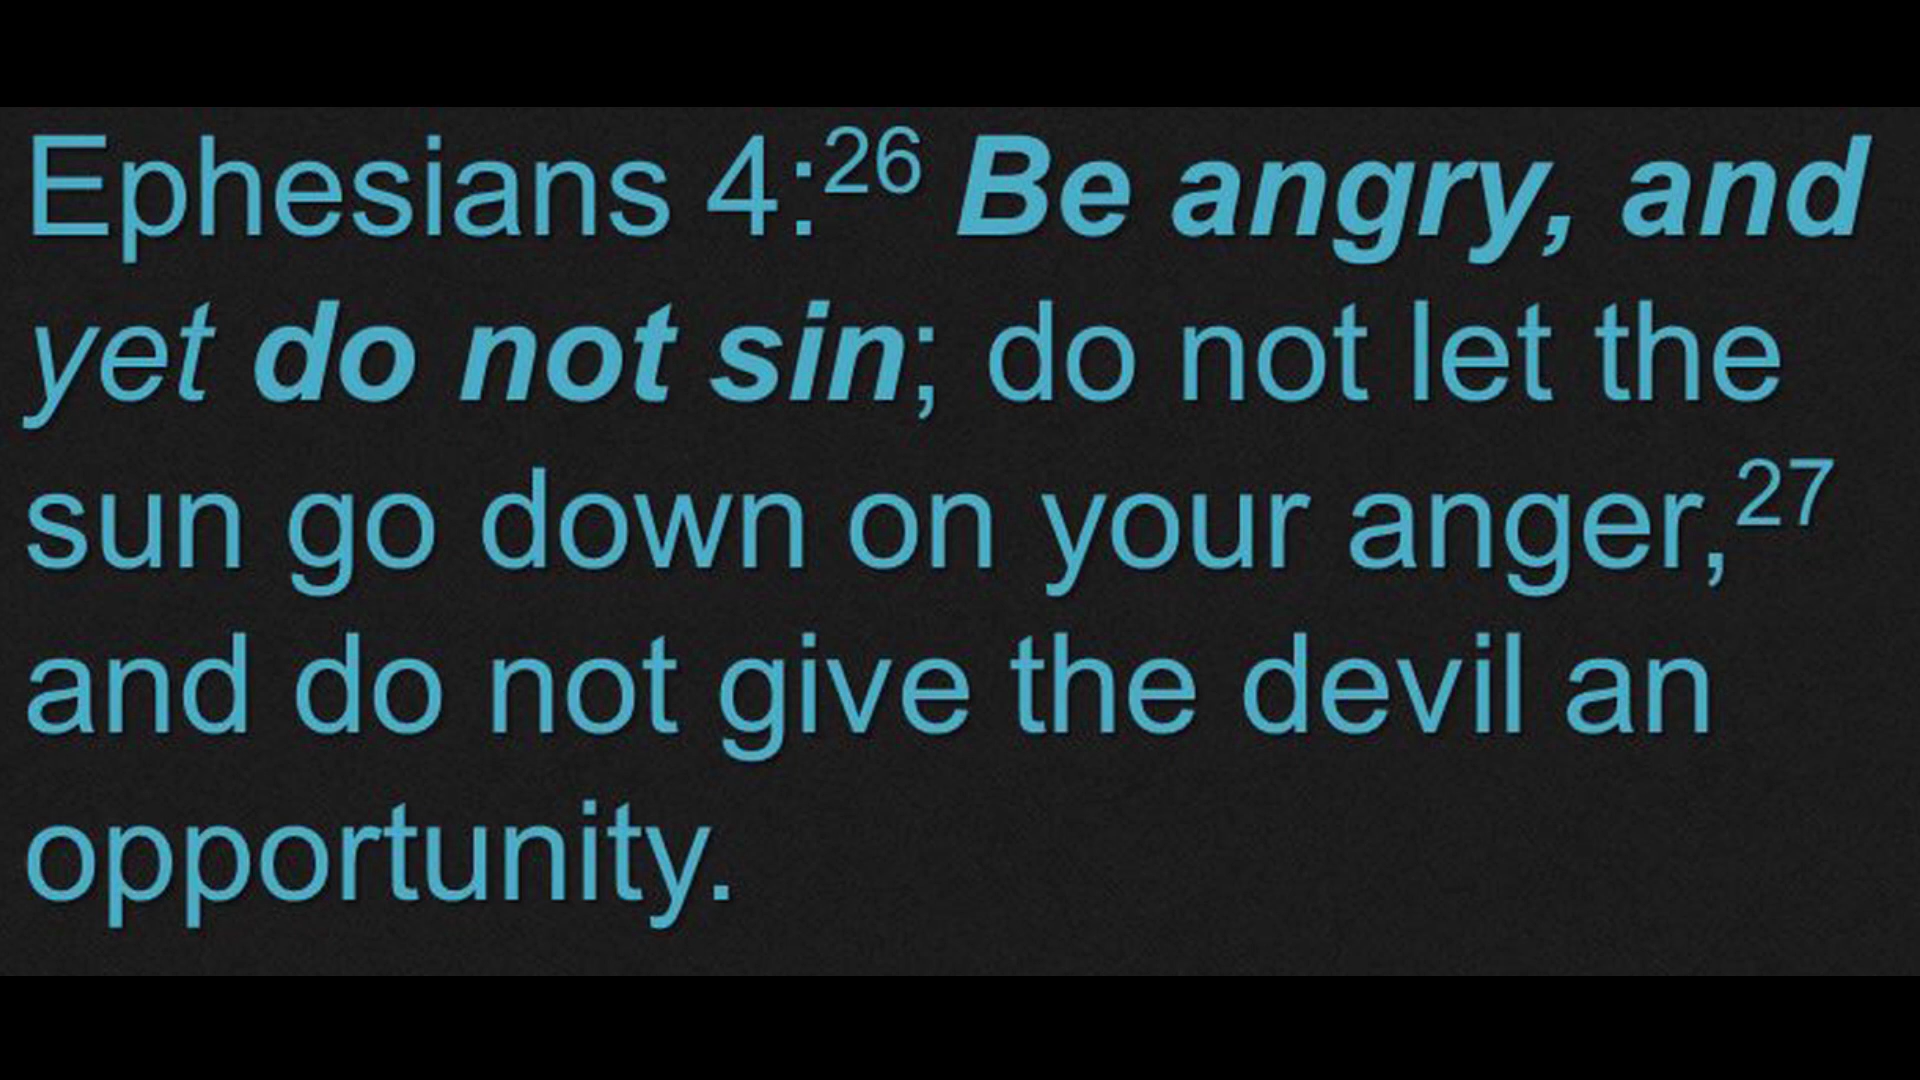 Ephesians 4:26 Be angry, and
yet do not sin; do not let the
sun go down on your anger,27
and do not give the devil an
opportunity.